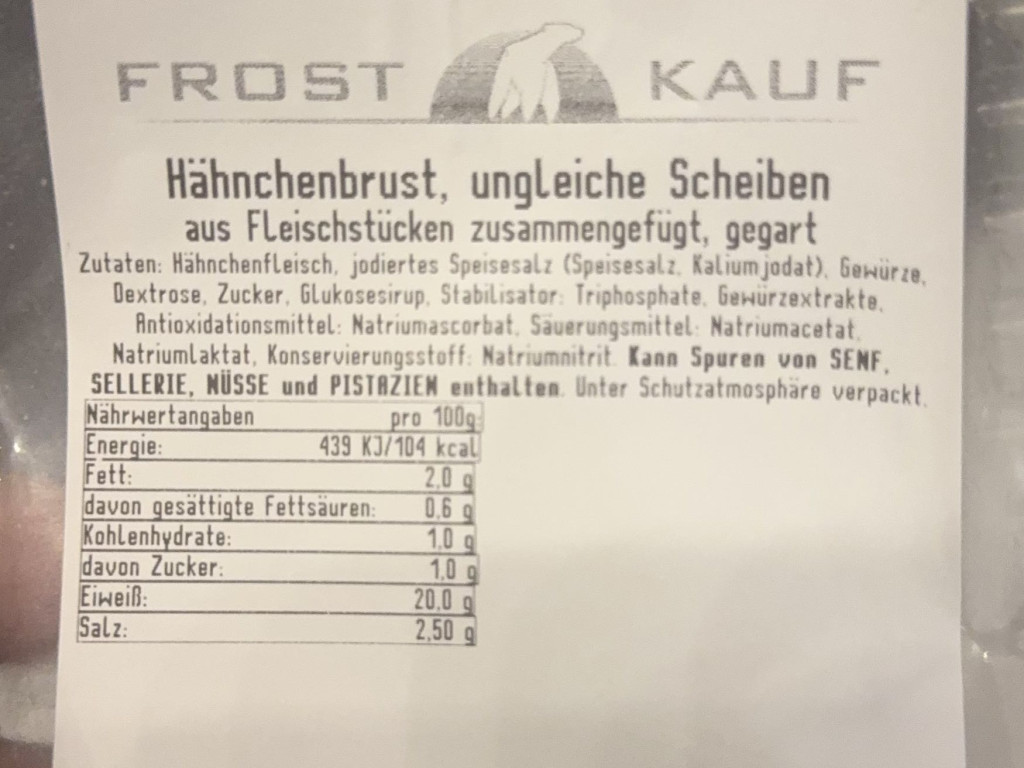 FROST KAUF
Hähnchenbrust, ungleiche Scheiben
aus Fleischstücken zusammengefügt, gegart
Zutaten: Hähnchenfleisch, jodiertes Speisesalz (Speisesalz, Kaliumjodat), Gewürze,
Dextrose, Zucker, Glukosesirup, Stabilisator: Triphosphate, Gewürzextrakte,
Antioxidationsmittel: Natriumascorbat, Säuerungsmittel: Natriumacetat,
Natriumlaktat, Konservierungsstoff: Natriumnitrit. Kann Spuren von SENF,
SELLERIE, NÜSSE und PISTAZIEN enthalten. Unter Schutzatmosphäre verpackt.
Nährwertangaben pro 100g
Energie: 439 KJ/104 kcal
Fett: 2,0 g
davon gesättigte Fettsäuren: 0,6 g
Kohlenhydrate: 1,0 g
davon Zucker: 1,0 g
Eiweiß: 20,0 g
Salz: 2,50 g